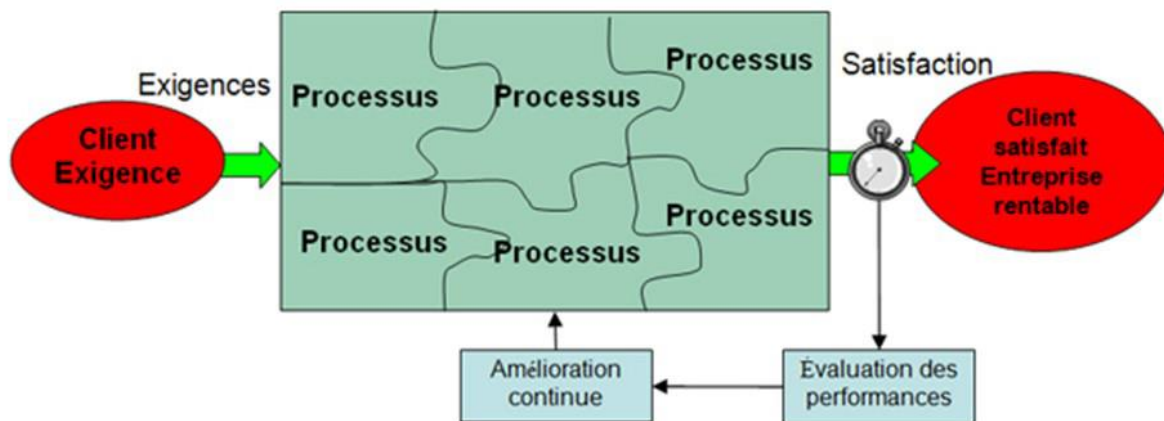 Exigences
Client
Exigence
Processus
Processus
Processus
Processus
Processus
Processus
Satisfaction
Client
satisfait
Entreprise
rentable
Amélioration
continue
Évaluation des
performances